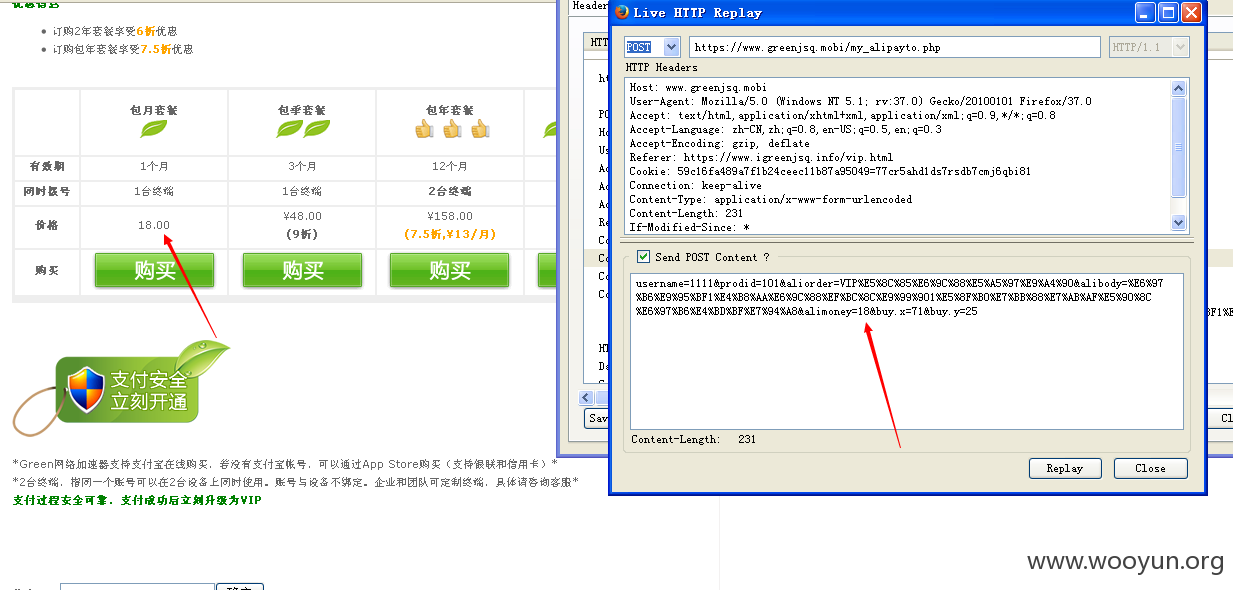 订购2年套餐享受6折优惠
订购包年套餐享受7.5折优惠
包月套餐
包季套餐
包年套餐
有效期
1个月
3个月
12个月
同时拨号
1台终端
1台终端
2台终端
价格
18.00
¥48.00
(9折)
¥158.00
(7.5折,¥13/月)
购买
购买
购买
购买
支付安全
立刻开通
*Green网络加速器支持支付宝在线购买，若没有支付宝帐号，可以通过App Store购买（支持银联和信用卡）*
*2台终端，指同一个账号可以在2台设备上同时使用。账号与设备不绑定。企业和团队可定制终端，具体请咨询客服*
支付过程安全可靠，支付成功后立刻升级为VIP
Header
HTT
Sav
Live HTTP Replay
POST
https://www.greenjsq.mobi/my_alipayto.php
HTTP/1.1
HTTP Headers
Host: www.greenjsq.mobi
User-Agent: Mozilla/5.0 (Windows NT 5.1; rv:37.0) Gecko/20100101 Firefox/37.0
Accept: text/html,application/xhtml+xml,application/xml;q=0.9,*/*;q=0.8
Accept-Language: zh-CN,zh;q=0.8,en-US;q=0.5,en;q=0.3
Accept-Encoding: gzip, deflate
Referer: https://www.igreenjsq.info/vip.html
Cookie: 59c16fa489a7f1b24ceec11b87a95049=77cr5ahd1ds7rsdb7cmj6qbi81
Connection: keep-alive
Content-Type: application/x-www-form-urlencoded
Content-Length: 231
If-Modified-Since: *
Send POST Content ?
username=1111&prodid=101&aliorder=VIP%E5%8C%85%E6%9C%88%E5%A5%97%E9%A4%90&alibody=%E6%97
%B6%E9%95%BF1%E4%B8%AA%E6%9C%88%EF%BC%8C%E9%99%901%E5%8F%B0%E7%BB%88%E7%AB%AF%E5%90%8C
%E6%97%B6%E4%BD%BF%E7%94%A8&alimoney=18&buy.x=71&buy.y=25
Content-Length: 231
Replay
Close
www.wooyun.org